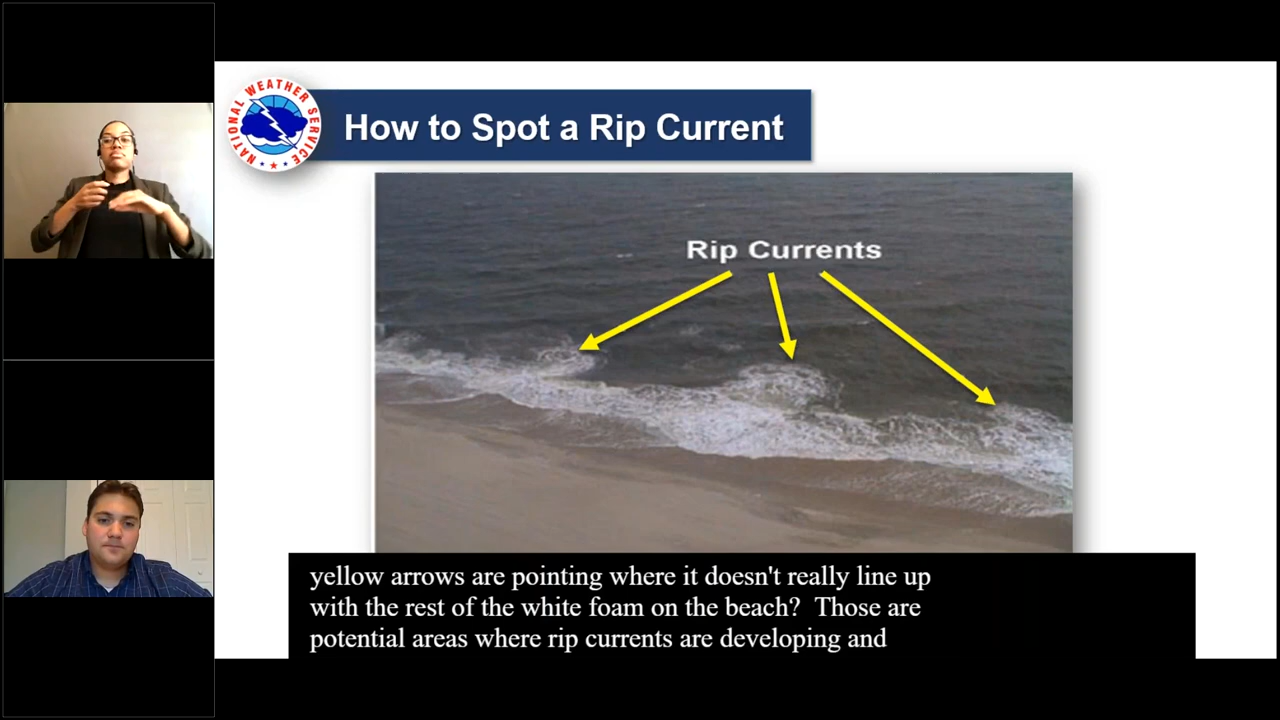 NATIONAL WEATHER SERVICE
How to Spot a Rip Current
Rip Currents
yellow arrows are pointing where it doesn't really line up
with the rest of the white foam on the beach?  Those are
potential areas where rip currents are developing and